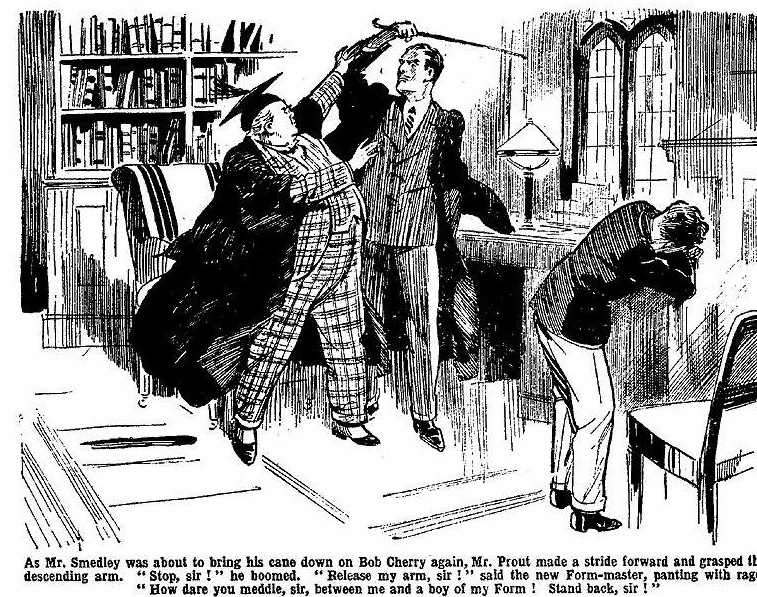 As Mr. Smedley was about to bring his cane down on Bob Cherry again, Mr. Prout made a stride forward and grasped th
descending arm. “ Stop, sir ! ” he boomed. “ Release my arm, sir ! ” said the new Form-master, panting with rag
“ How dare you meddle, sir, between me and a boy of my Form ! Stand back, sir ! ”